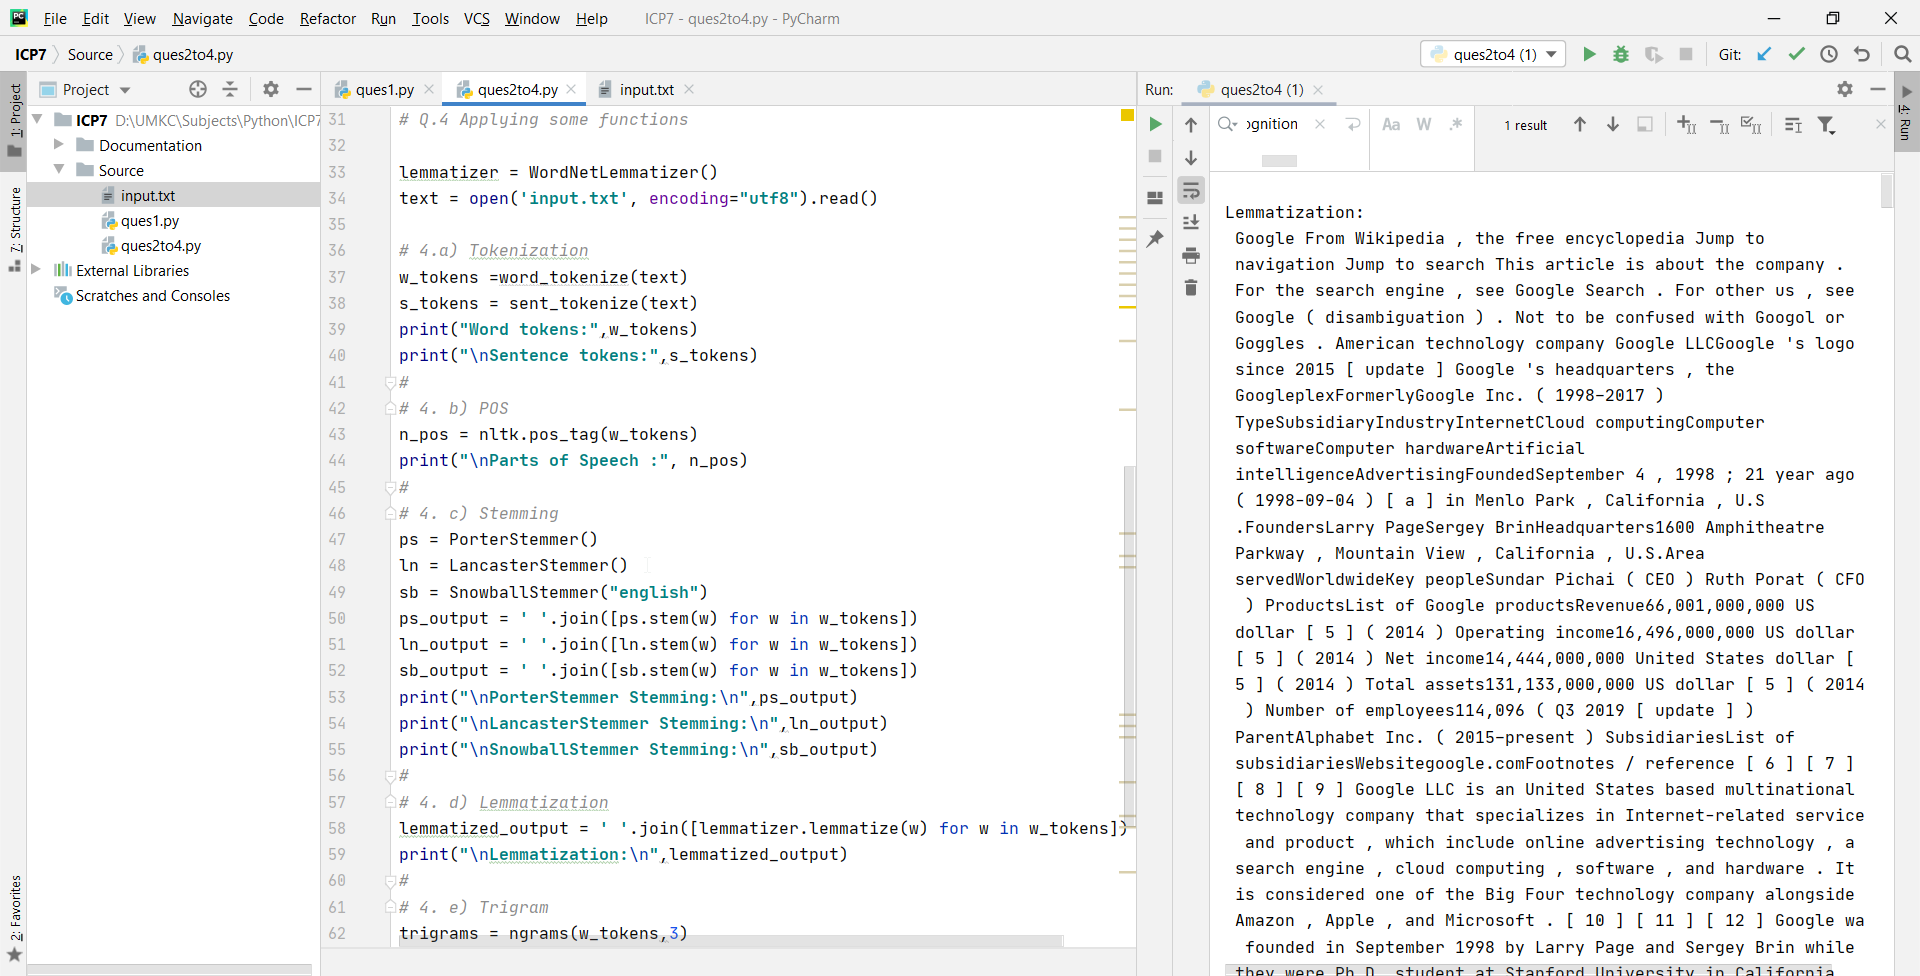 File Edit View Navigate Code Refactor Run Tools VCS Window Help ICP7 - ques2to4.py - PyCharm
ICP7 Source ques2to4.py ques2to4 (1) Git:
1: Project
7: Structure
2: Favorites
Project
ICP7 D:\UMKC\Subjects\Python\ICP7
Documentation
Source
input.txt
ques1.py
ques2to4.py
External Libraries
Scratches and Consoles
ques1.py ques2to4.py input.txt
31 # Q.4 Applying some functions
32
33 lemmatizer = WordNetLemmatizer()
34 text = open('input.txt', encoding="utf8").read()
35
36 # 4.a) Tokenization
37 w_tokens =word_tokenize(text)
38 s_tokens = sent_tokenize(text)
39 print("Word tokens:",w_tokens)
40 print("\nSentence tokens:",s_tokens)
41 #
42 # 4. b) POS
43 n_pos = nltk.pos_tag(w_tokens)
44 print("\nParts of Speech :", n_pos)
45 #
46 # 4. c) Stemming
47 ps = PorterStemmer()
48 ln = LancasterStemmer()
49 sb = SnowballStemmer("english")
50 ps_output = ' '.join([ps.stem(w) for w in w_tokens])
51 ln_output = ' '.join([ln.stem(w) for w in w_tokens])
52 sb_output = ' '.join([sb.stem(w) for w in w_tokens])
53 print("\nPorterStemmer Stemming:\n",ps_output)
54 print("\nLancasterStemmer Stemming:\n",ln_output)
55 print("\nSnowballStemmer Stemming:\n",sb_output)
56 #
57 # 4. d) Lemmatization
58 lemmatized_output = ' '.join([lemmatizer.lemmatize(w) for w in w_tokens])
59 print("\nLemmatization:\n",lemmatized_output)
60 #
61 # 4. e) Trigram
62 trigrams = ngrams(w_tokens,3)
Run: ques2to4 (1)
4: Run
ognition Aa W .* 1 result
Lemmatization:
Google From Wikipedia , the free encyclopedia Jump to
navigation Jump to search This article is about the company .
For the search engine , see Google Search . For other us , see
Google ( disambiguation ) . Not to be confused with Googol or
Goggles . American technology company Google LLCGoogle 's logo
since 2015 [ update ] Google 's headquarters , the
GoogleplexFormerlyGoogle Inc. ( 1998–2017 )
TypeSubsidiaryIndustryInternetCloud computingComputer
softwareComputer hardwareArtificial
intelligenceAdvertisingFoundedSeptember 4 , 1998 ; 21 year ago
( 1998-09-04 ) [ a ] in Menlo Park , California , U.S
.FoundersLarry PageSergey BrinHeadquarters1600 Amphitheatre
Parkway , Mountain View , California , U.S.Area
servedWorldwideKey peopleSundar Pichai ( CEO ) Ruth Porat ( CFO
) ProductsList of Google productsRevenue66,001,000,000 US
dollar [ 5 ] ( 2014 ) Operating income16,496,000,000 US dollar
[ 5 ] ( 2014 ) Net income14,444,000,000 United States dollar [
5 ] ( 2014 ) Total assets131,133,000,000 US dollar [ 5 ] ( 2014
) Number of employees114,096 ( Q3 2019 [ update ] )
ParentAlphabet Inc. ( 2015–present ) SubsidiariesList of
subsidiariesWebsitegoogle.comFootnotes / reference [ 6 ] [ 7 ]
[ 8 ] [ 9 ] Google LLC is an United States based multinational
technology company that specializes in Internet-related service
and product , which include online advertising technology , a
search engine , cloud computing , software , and hardware . It
is considered one of the Big Four technology company alongside
Amazon , Apple , and Microsoft . [ 10 ] [ 11 ] [ 12 ] Google wa
founded in September 1998 by Larry Page and Sergey Brin while
they were Ph.D. student at Stanford University in California